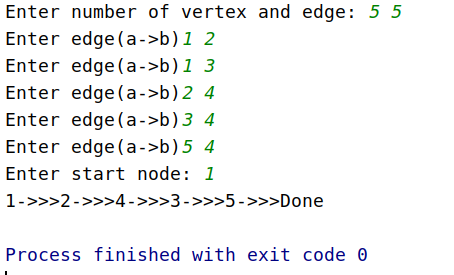 Enter number of vertex and edge: 5 5
Enter edge(a->b)1 2
Enter edge(a->b)1 3
Enter edge(a->b)2 4
Enter edge(a->b)3 4
Enter edge(a->b)5 4
Enter start node: 1
1->>>2->>>4->>>3->>>5->>>Done
Process finished with exit code 0